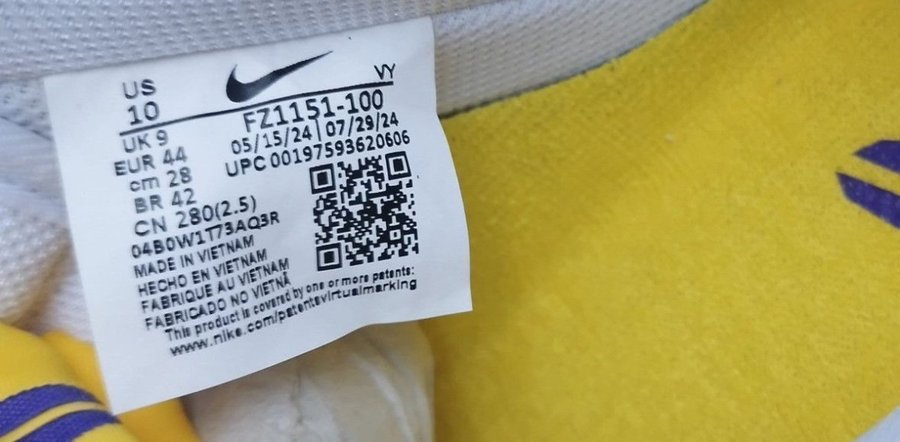 US
10
VY
FZ1151-100
UK 9
05/15/24 | 07/29/24
EUR 44
UPC 00197593620606
cm 28
BR 42
CN 280(2.5)
04B0W1T73AQ3R
MADE IN VIETNAM
HECHO EN VIETNAM
FABRIQUE AU VIETNAM
FABRICADO NO VIETNÃ
This product is covered by one or more patents:
www.nike.com/patentsvirtualmarking